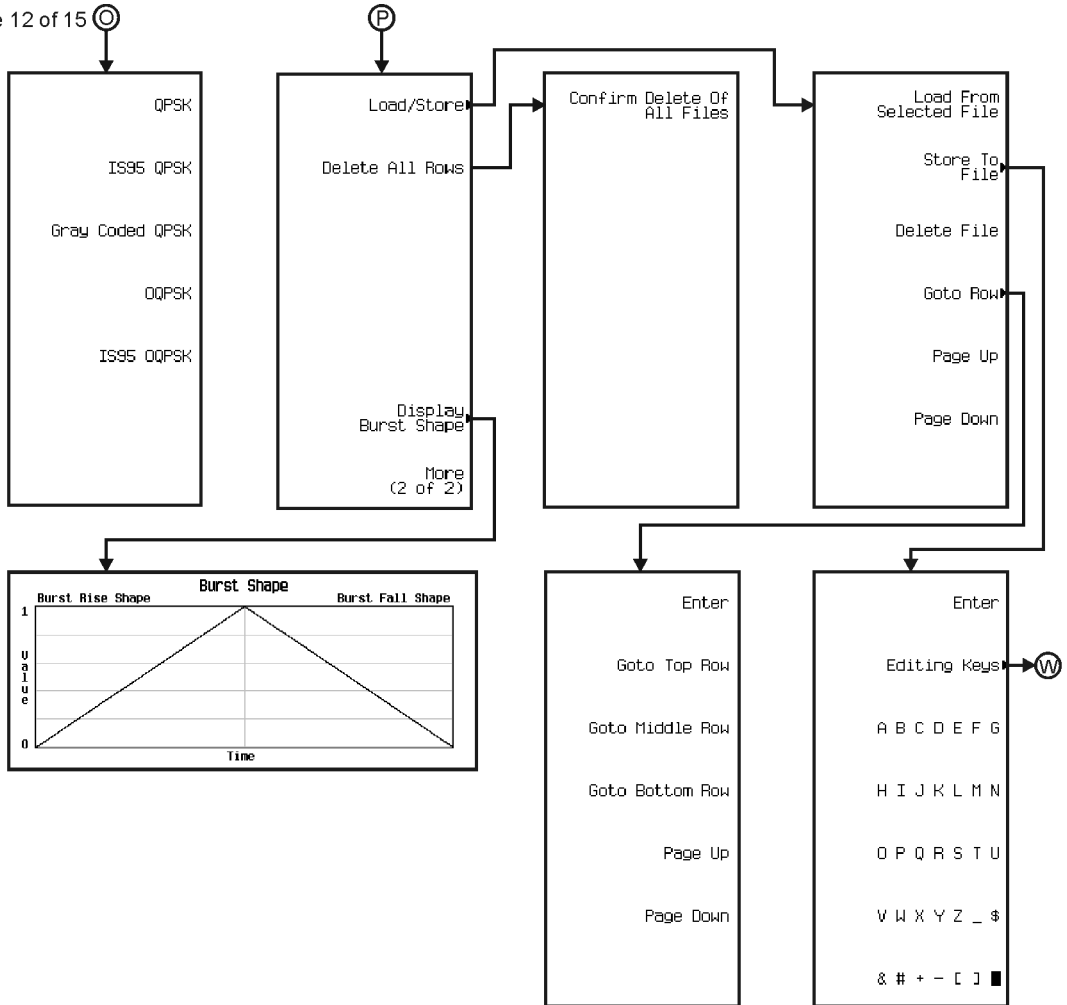 e 12 of 15
O
P
QPSK
IS95 QPSK
Gray Coded QPSK
OQPSK
IS95 OQPSK
Load/Store
Delete All Rows
Display
Burst Shape
More
(2 of 2)
Confirm Delete Of
All Files
Load From
Selected File
Store To
File
Delete File
Goto Row
Page Up
Page Down
Burst Shape
Burst Rise Shape
Burst Fall Shape
1
Value
0
Time
Enter
Goto Top Row
Goto Middle Row
Goto Bottom Row
Page Up
Page Down
Enter
Editing Keys
W
A B C D E F G
H I J K L M N
O P Q R S T U
V W X Y Z _ $
& # + - [ ] █